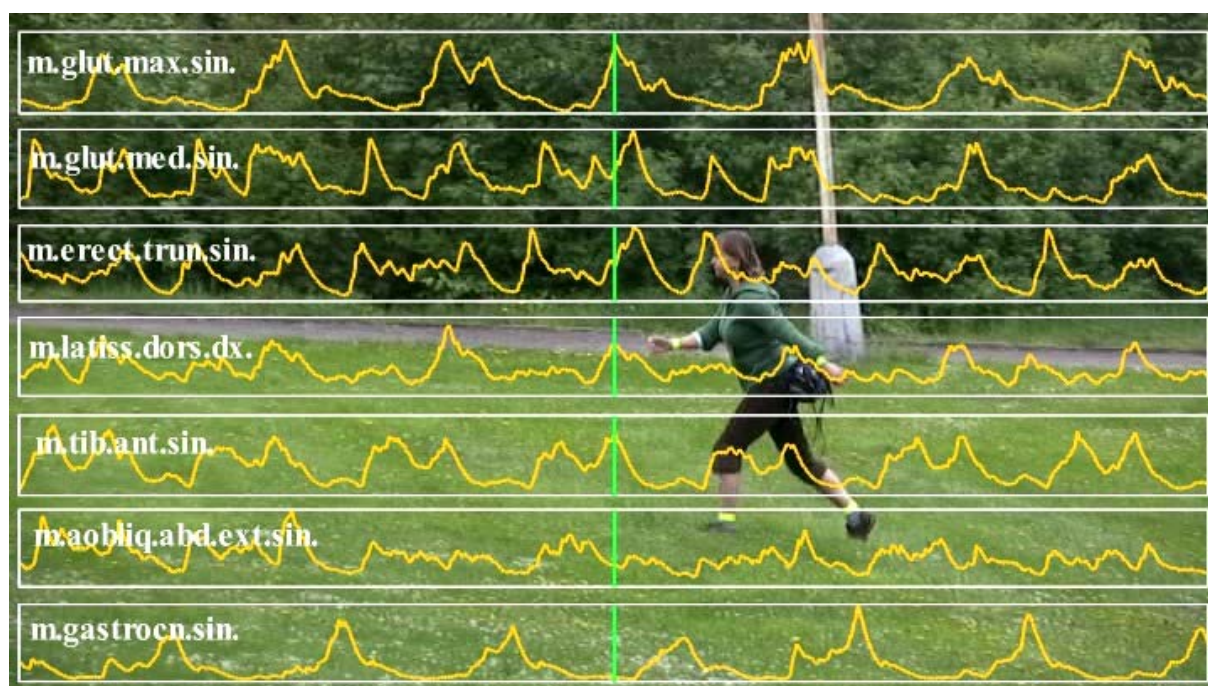 m.glut.max.sin.
m.glut.med.sin.
m.erect.trun.sin.
m.latiss.dors.dx.
m.tib.ant.sin.
m.aobliq.abd.ext.sin.
m.gastrocn.sin.